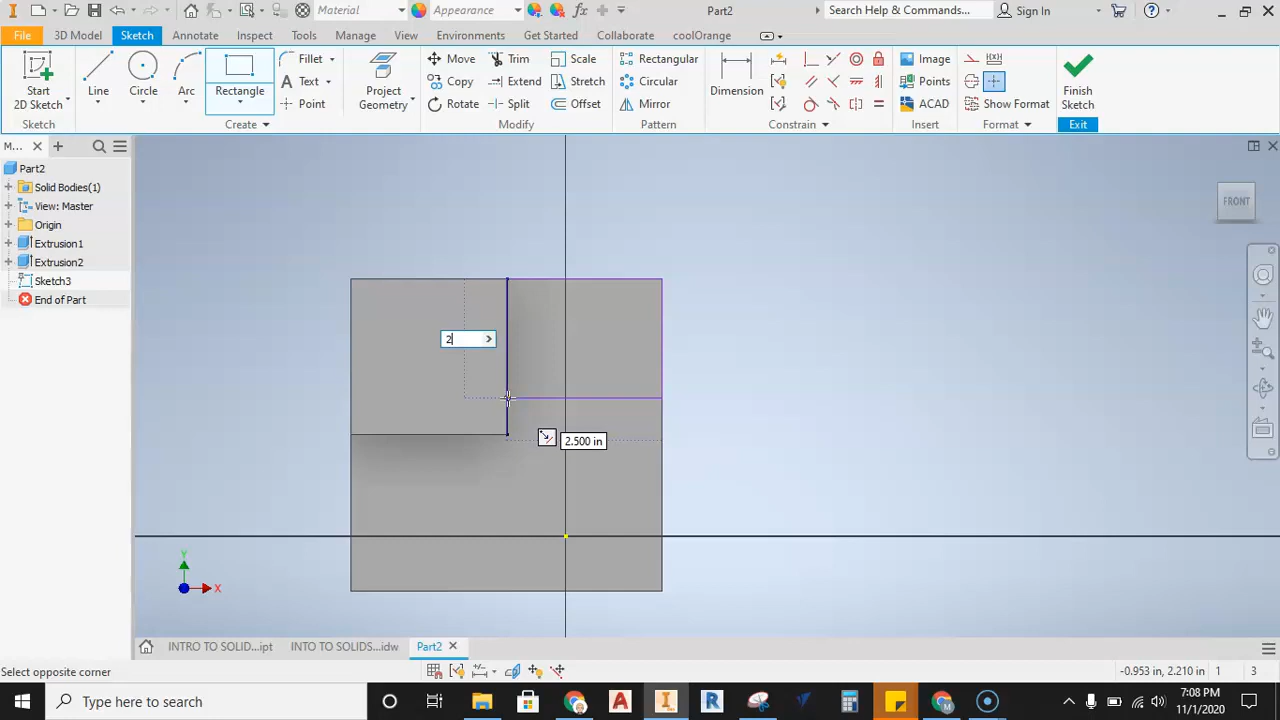 Material
Appearance
Part2
Search Help & Commands...
Sign In
File
3D Model
Sketch
Annotate
Inspect
Tools
Manage
View
Environments
Get Started
Collaborate
coolOrange
Start
2D Sketch
Line
Circle
Arc
Rectangle
Fillet
Text
Point
Project
Geometry
Move
Copy
Rotate
Trim
Extend
Split
Scale
Stretch
Offset
Rectangular
Circular
Mirror
Dimension
Image
Points
ACAD
Show Format
Finish
Sketch
Sketch
Create
Modify
Pattern
Constrain
Insert
Format
Exit
M...
Part2
Solid Bodies(1)
View: Master
Origin
Extrusion1
Extrusion2
Sketch3
End of Part
FRONT
2
2.500 in
Y
X
INTRO TO SOLID...ipt
INTO TO SOLIDS...idw
Part2
Select opposite corner
-0.953 in, 2.210 in
1
3
Type here to search
7:08 PM
11/1/2020